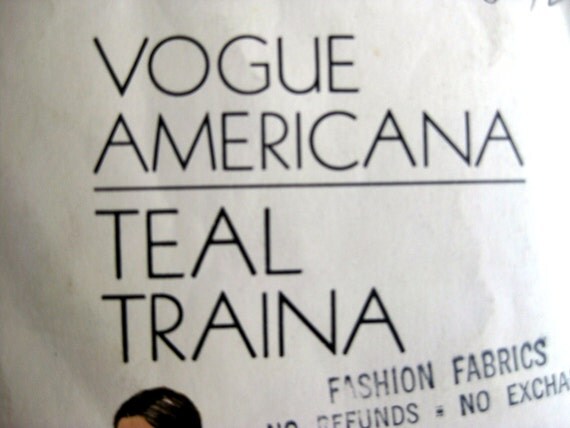 VOGUE
AMERICANA
TEAL
TRAINA
FASHION FABRICS
NO REFUNDS NO EXCHA